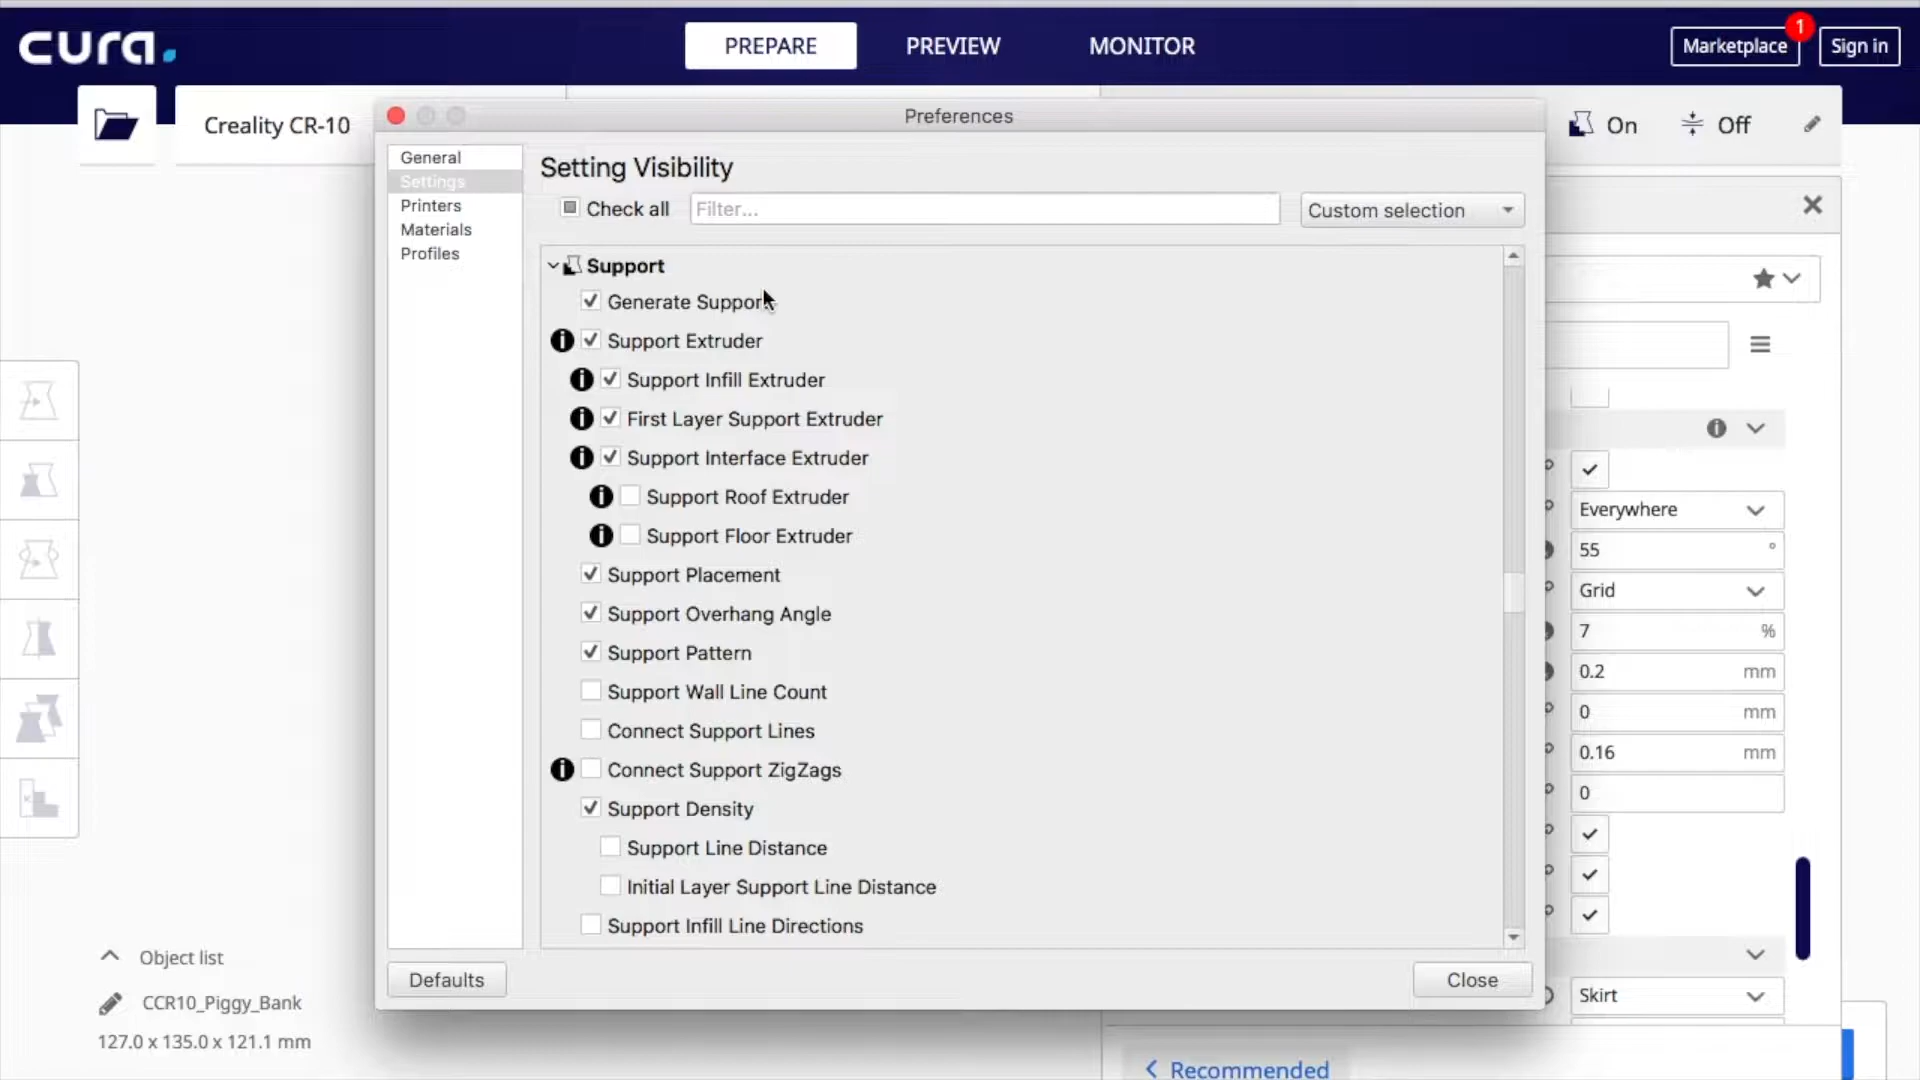 cura.
PREPARE
PREVIEW
MONITOR
Marketplace
1
Sign in
Creality CR-10
Preferences
On
Off
General
Settings
Printers
Materials
Profiles
Setting Visibility
Check all
Filter...
Custom selection
Support
Generate Support
Support Extruder
Support Infill Extruder
First Layer Support Extruder
Support Interface Extruder
Support Roof Extruder
Support Floor Extruder
Support Placement
Support Overhang Angle
Support Pattern
Support Wall Line Count
Connect Support Lines
Connect Support ZigZags
Support Density
Support Line Distance
Initial Layer Support Line Distance
Support Infill Line Directions
Defaults
Close
Everywhere
55 °
Grid
7 %
0.2 mm
0 mm
0.16 mm
0
Skirt
Recommended
Object list
CCR10_Piggy_Bank
127.0 x 135.0 x 121.1 mm